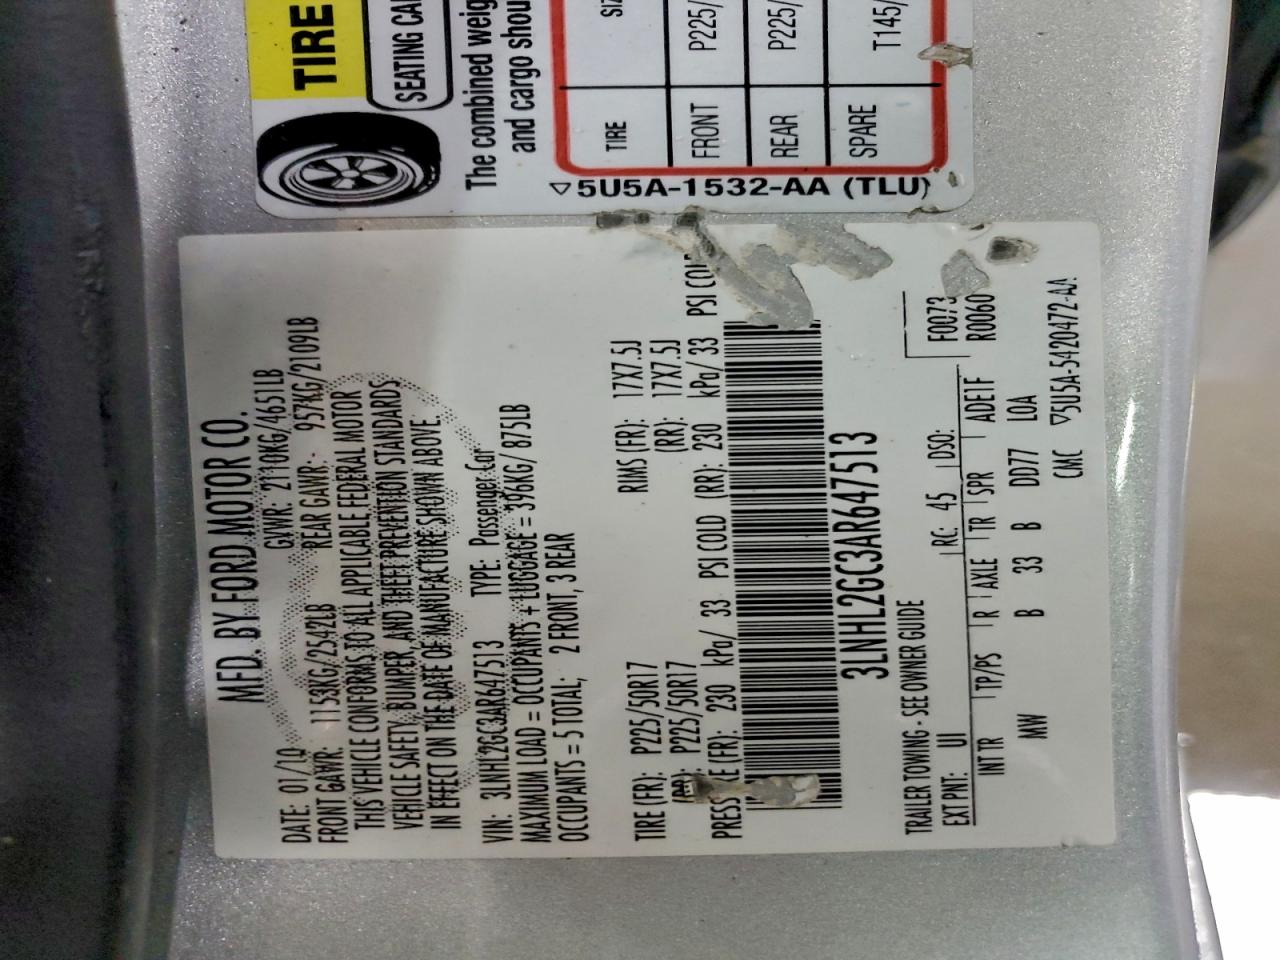 TIRE
SEATING CA
The combined weig
and cargo shou
TIRE
FRONT P225/
REAR P225/
SPARE T145/
5U5A-1532-AA (TLU)
MFD. BY FORD MOTOR CO.
DATE: 01/10 GVWR: 2110KG/4651LB
FRONT GAWR: 1153KG/2542LB REAR GAWR: 957KG/2109LB
THIS VEHICLE CONFORMS TO ALL APPLICABLE FEDERAL MOTOR
VEHICLE SAFETY, BUMPER, AND THEFT PREVENTION STANDARDS
IN EFFECT ON THE DATE OF MANUFACTURE SHOWN ABOVE.
VIN: 3LNHL2GC3AR647513 TYPE: Passenger Car
MAXIMUM LOAD = OCCUPANTS + LUGGAGE = 396KG/ 875LB
OCCUPANTS = 5 TOTAL; 2 FRONT, 3 REAR
TIRE (FR): P225/50R17 RIMS (FR): 17X7.5J
P225/50R17 (RR): 17X7.5J
(FR): 230 kPa/ 33 PSI COLD (RR): 230 kPa/ 33 PSI
3LNHL2GC3AR647513
TRAILER TOWING - SEE OWNER GUIDE
EXT PNT: UI RC: 45 DSO: F0073
R0060
INT TR TP/PS R AXLE TR SPR ADETF
MW B 33 B DD77 LOA
CMC 5U5A-5420472-AA